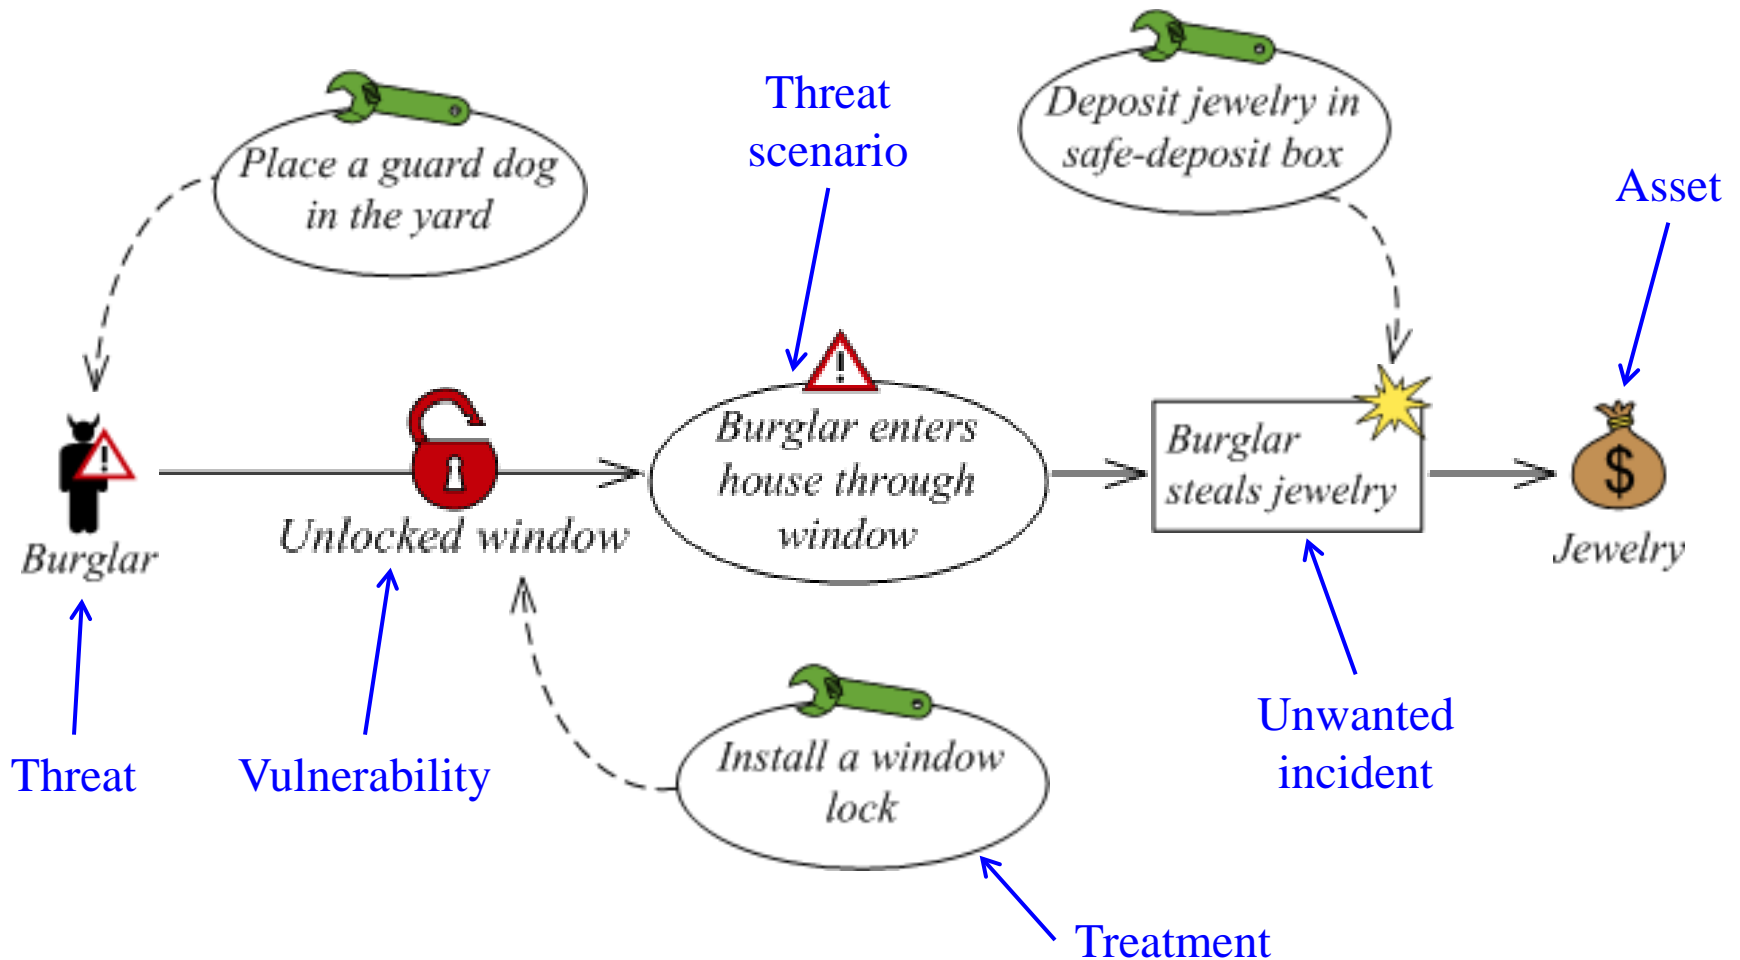 Threat
scenario
Deposit jewelry in
safe-deposit box
Place a guard dog
in the yard
Asset
Burglar
Unlocked window
Burglar enters
house through
window
Burglar
steals jewelry
$
Jewelry
Threat
Vulnerability
Install a window
lock
Unwanted
incident
Treatment